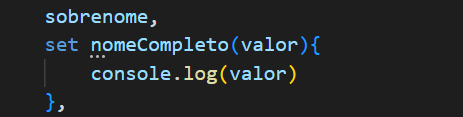 sobrenome,
set nomeCompleto(valor){
console.log(valor)
},